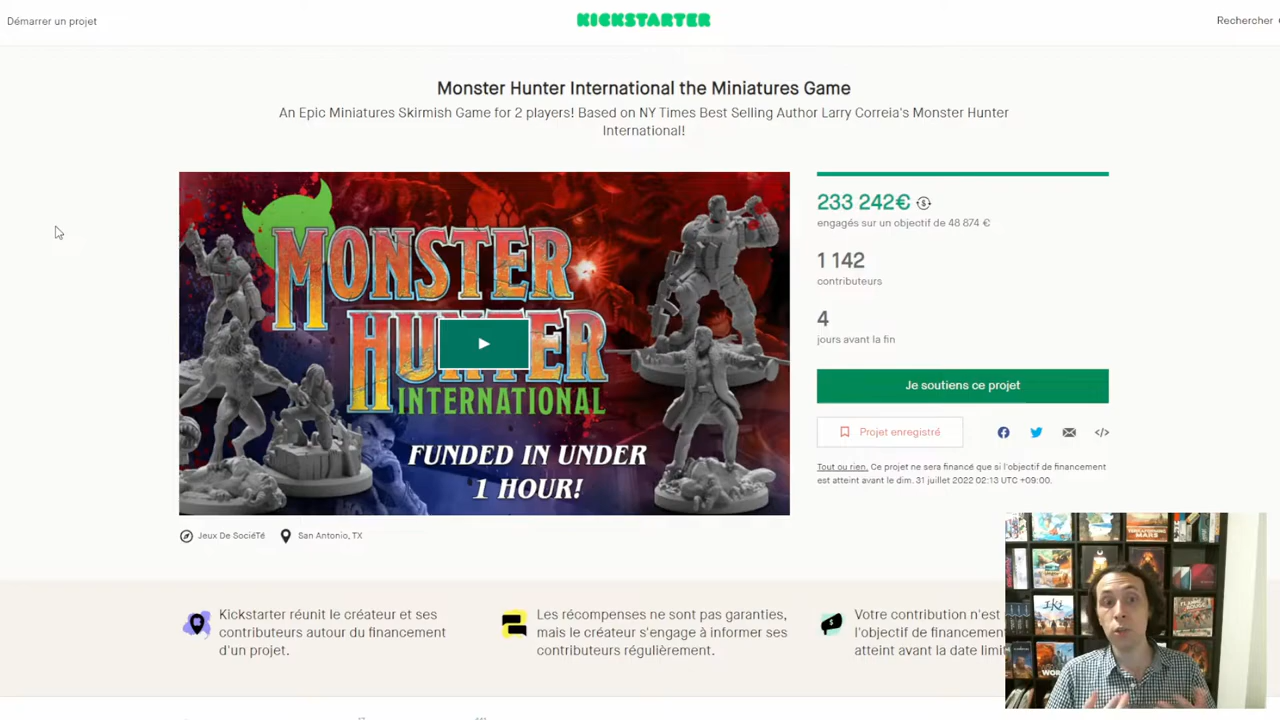 Démarrer un projet
KICKSTARTER
Rechercher
Monster Hunter International the Miniatures Game
An Epic Miniatures Skirmish Game for 2 players! Based on NY Times Best Selling Author Larry Correia's Monster Hunter
International!
MONSTER
HUNTER
INTERNATIONAL
FUNDED IN UNDER
1 HOUR!
233 242€
engagés sur un objectif de 48 874 €
1 142
contributeurs
4
jours avant la fin
Je soutiens ce projet
Projet enregistré
Tout ou rien. Ce projet ne sera financé que si l'objectif de financement
est atteint avant le dim. 31 juillet 2022 02:13 UTC +09:00.
Jeux De SociéTé
San Antonio, TX
Kickstarter réunit le créateur et ses
contributeurs autour du financement
d'un projet.
Les récompenses ne sont pas garanties,
mais le créateur s'engage à informer ses
contributeurs régulièrement.
Votre contribution n'est
l'objectif de financement
atteint avant la date limi
MARS
IKI
FLAMME
ROUGE